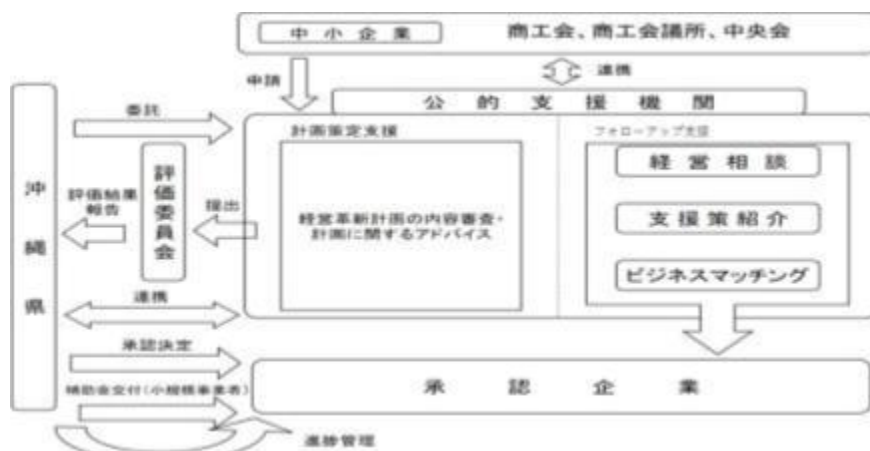 中小企業
商工会、商工会議所、中央会
申請
連携
公的支援機関
委託
計画策定支援
フォローアップ支援
沖縄県
評価委員会
評価結果
報告
提出
経営革新計画の内容審査・
計画に関するアドバイス
経営相談
支援策紹介
ビジネスマッチング
連携
承認決定
補助金交付(小規模事業者)
承認企業
進捗管理